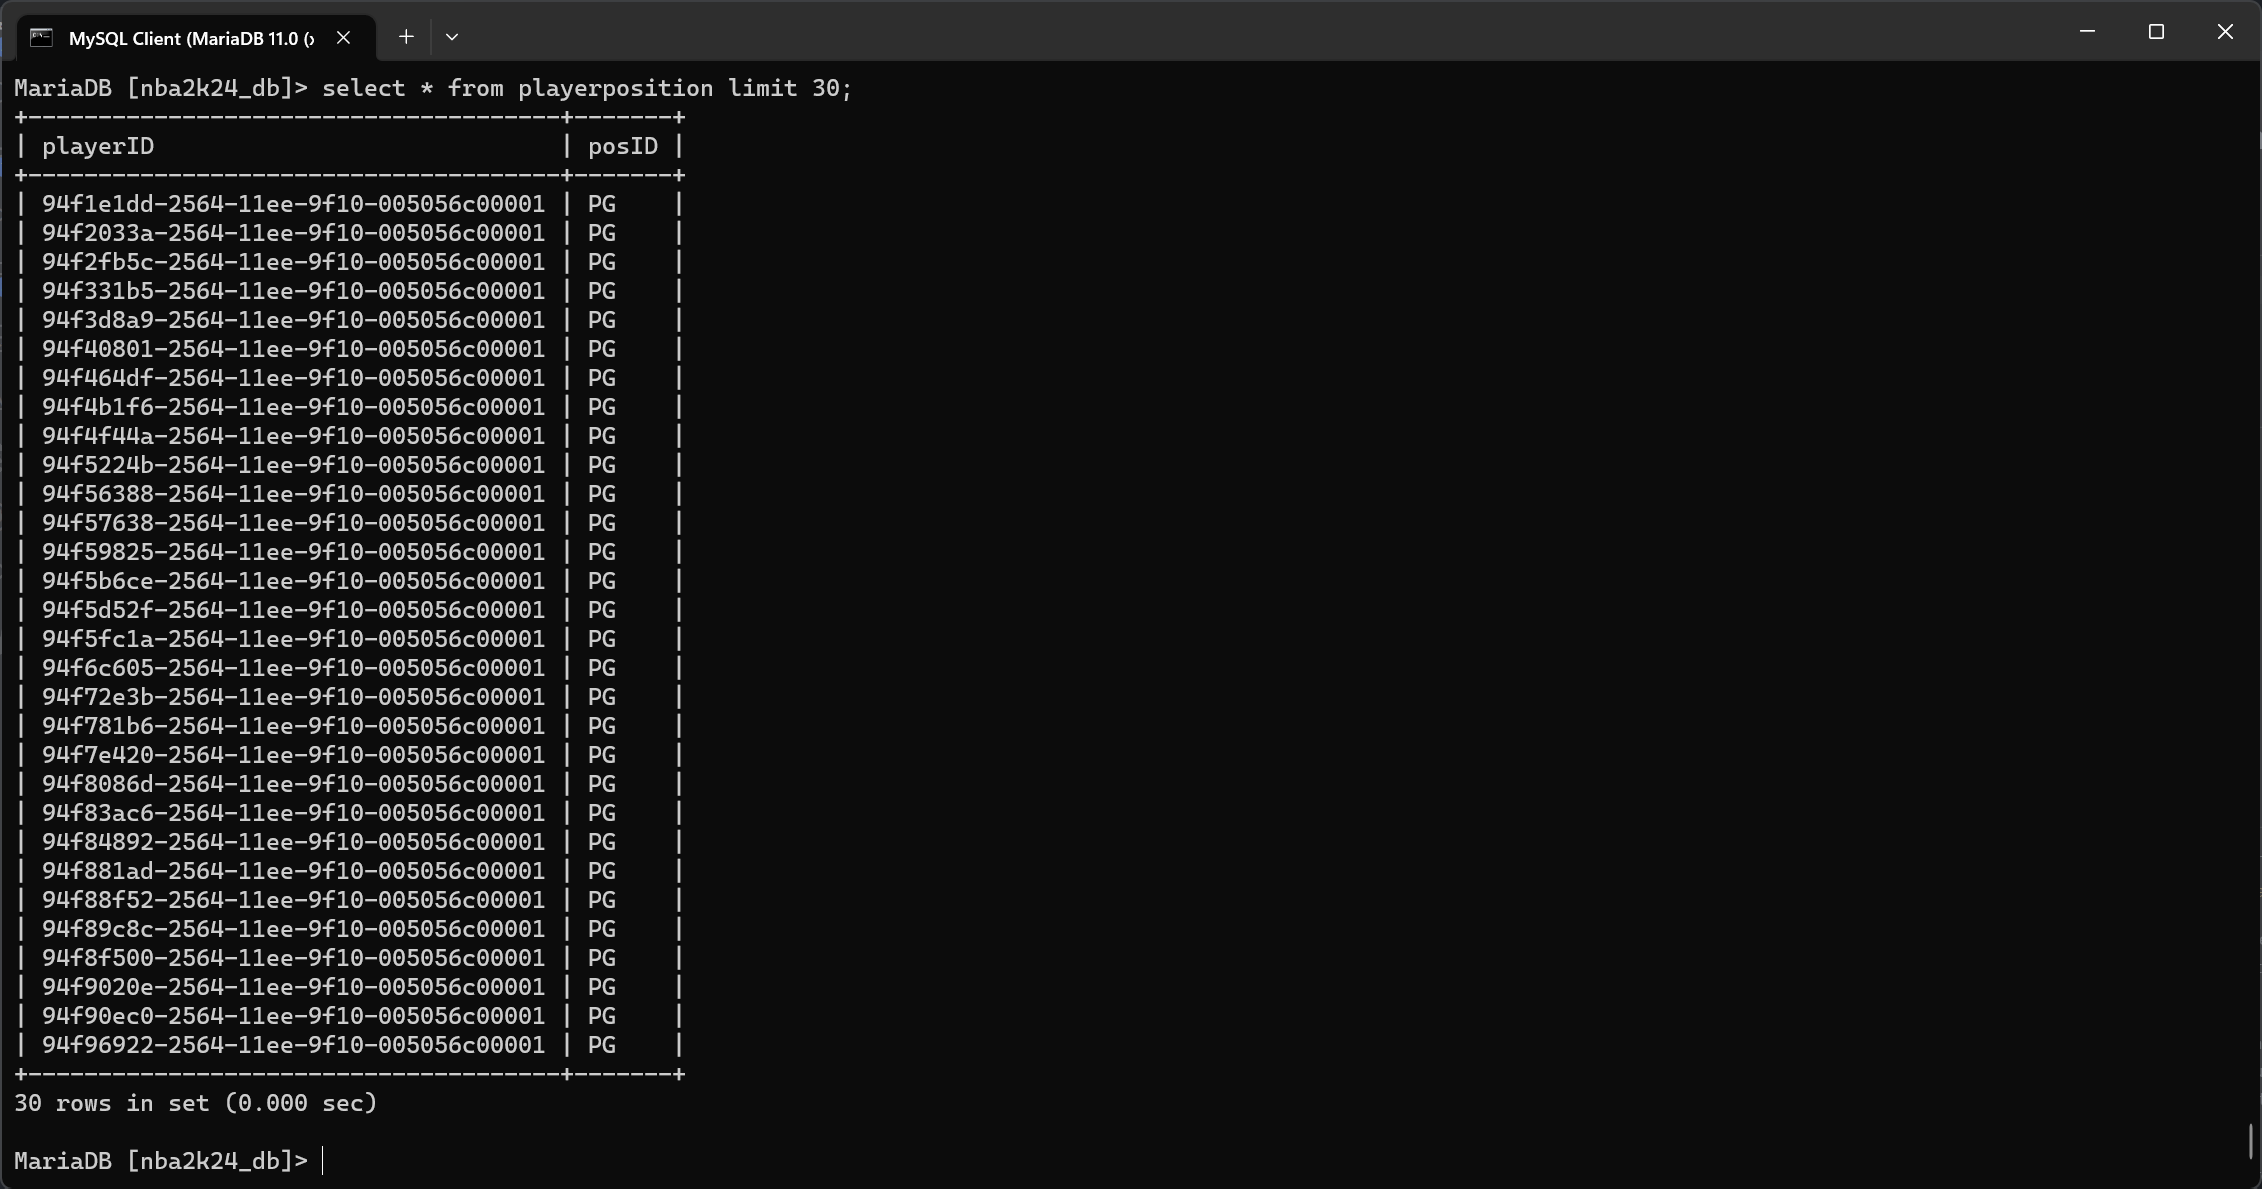 MySQL Client (MariaDB 11.0 (x
MariaDB [nba2k24_db]> select * from playerposition limit 30;
+--------------------------------------+-------+
| playerID                             | posID |
+--------------------------------------+-------+
| 94f1e1dd-2564-11ee-9f10-005056c00001 | PG    |
| 94f2033a-2564-11ee-9f10-005056c00001 | PG    |
| 94f2fb5c-2564-11ee-9f10-005056c00001 | PG    |
| 94f331b5-2564-11ee-9f10-005056c00001 | PG    |
| 94f3d8a9-2564-11ee-9f10-005056c00001 | PG    |
| 94f40801-2564-11ee-9f10-005056c00001 | PG    |
| 94f464df-2564-11ee-9f10-005056c00001 | PG    |
| 94f4b1f6-2564-11ee-9f10-005056c00001 | PG    |
| 94f4f44a-2564-11ee-9f10-005056c00001 | PG    |
| 94f5224b-2564-11ee-9f10-005056c00001 | PG    |
| 94f56388-2564-11ee-9f10-005056c00001 | PG    |
| 94f57638-2564-11ee-9f10-005056c00001 | PG    |
| 94f59825-2564-11ee-9f10-005056c00001 | PG    |
| 94f5b6ce-2564-11ee-9f10-005056c00001 | PG    |
| 94f5d52f-2564-11ee-9f10-005056c00001 | PG    |
| 94f5fc1a-2564-11ee-9f10-005056c00001 | PG    |
| 94f6c605-2564-11ee-9f10-005056c00001 | PG    |
| 94f72e3b-2564-11ee-9f10-005056c00001 | PG    |
| 94f781b6-2564-11ee-9f10-005056c00001 | PG    |
| 94f7e420-2564-11ee-9f10-005056c00001 | PG    |
| 94f8086d-2564-11ee-9f10-005056c00001 | PG    |
| 94f83ac6-2564-11ee-9f10-005056c00001 | PG    |
| 94f84892-2564-11ee-9f10-005056c00001 | PG    |
| 94f881ad-2564-11ee-9f10-005056c00001 | PG    |
| 94f88f52-2564-11ee-9f10-005056c00001 | PG    |
| 94f89c8c-2564-11ee-9f10-005056c00001 | PG    |
| 94f8f500-2564-11ee-9f10-005056c00001 | PG    |
| 94f9020e-2564-11ee-9f10-005056c00001 | PG    |
| 94f90ec0-2564-11ee-9f10-005056c00001 | PG    |
| 94f96922-2564-11ee-9f10-005056c00001 | PG    |
+--------------------------------------+-------+
30 rows in set (0.000 sec)
MariaDB [nba2k24_db]>